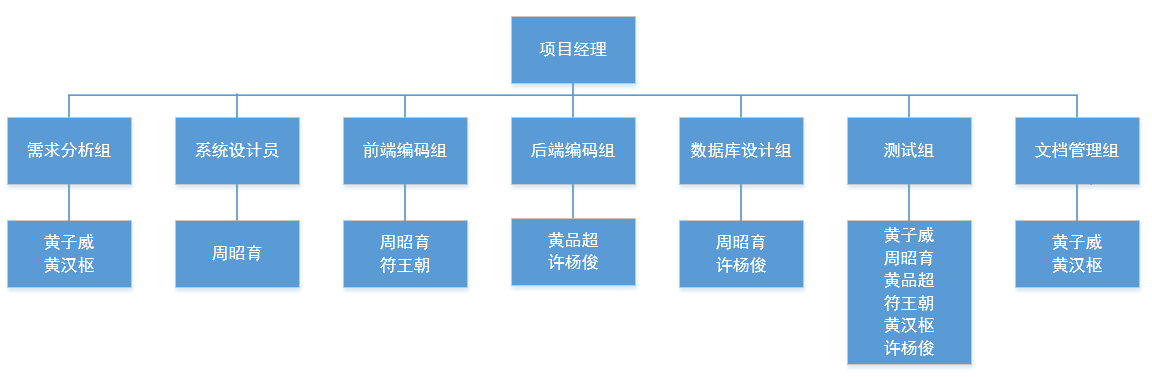 项目经理
需求分析组
系统设计员
前端编码组
后端编码组
数据库设计组
测试组
文档管理组
黄子威
黄汉枢
周昭育
周昭育
符王朝
黄品超
许杨俊
周昭育
许杨俊
黄子威
周昭育
黄品超
符王朝
黄汉枢
许杨俊
黄子威
黄汉枢